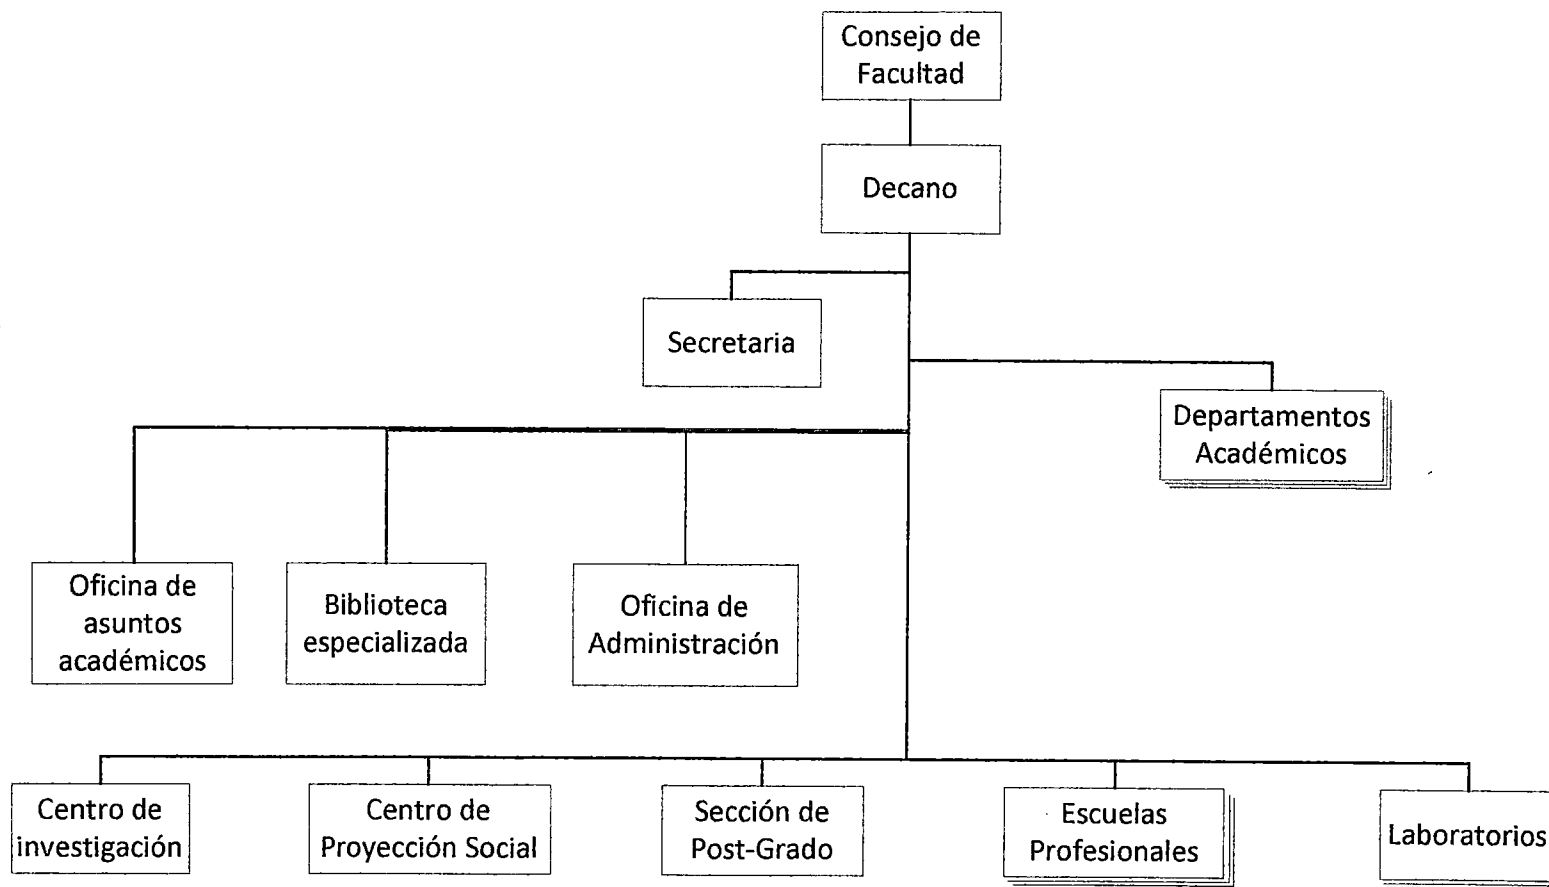 Consejo de
Facultad
Decano
Secretaria
Departamentos
Académicos
Oficina de
asuntos
académicos
Biblioteca
especializada
Oficina de
Administración
Centro de
investigación
Centro de
Proyección Social
Sección de
Post-Grado
Escuelas
Profesionales
Laboratorios